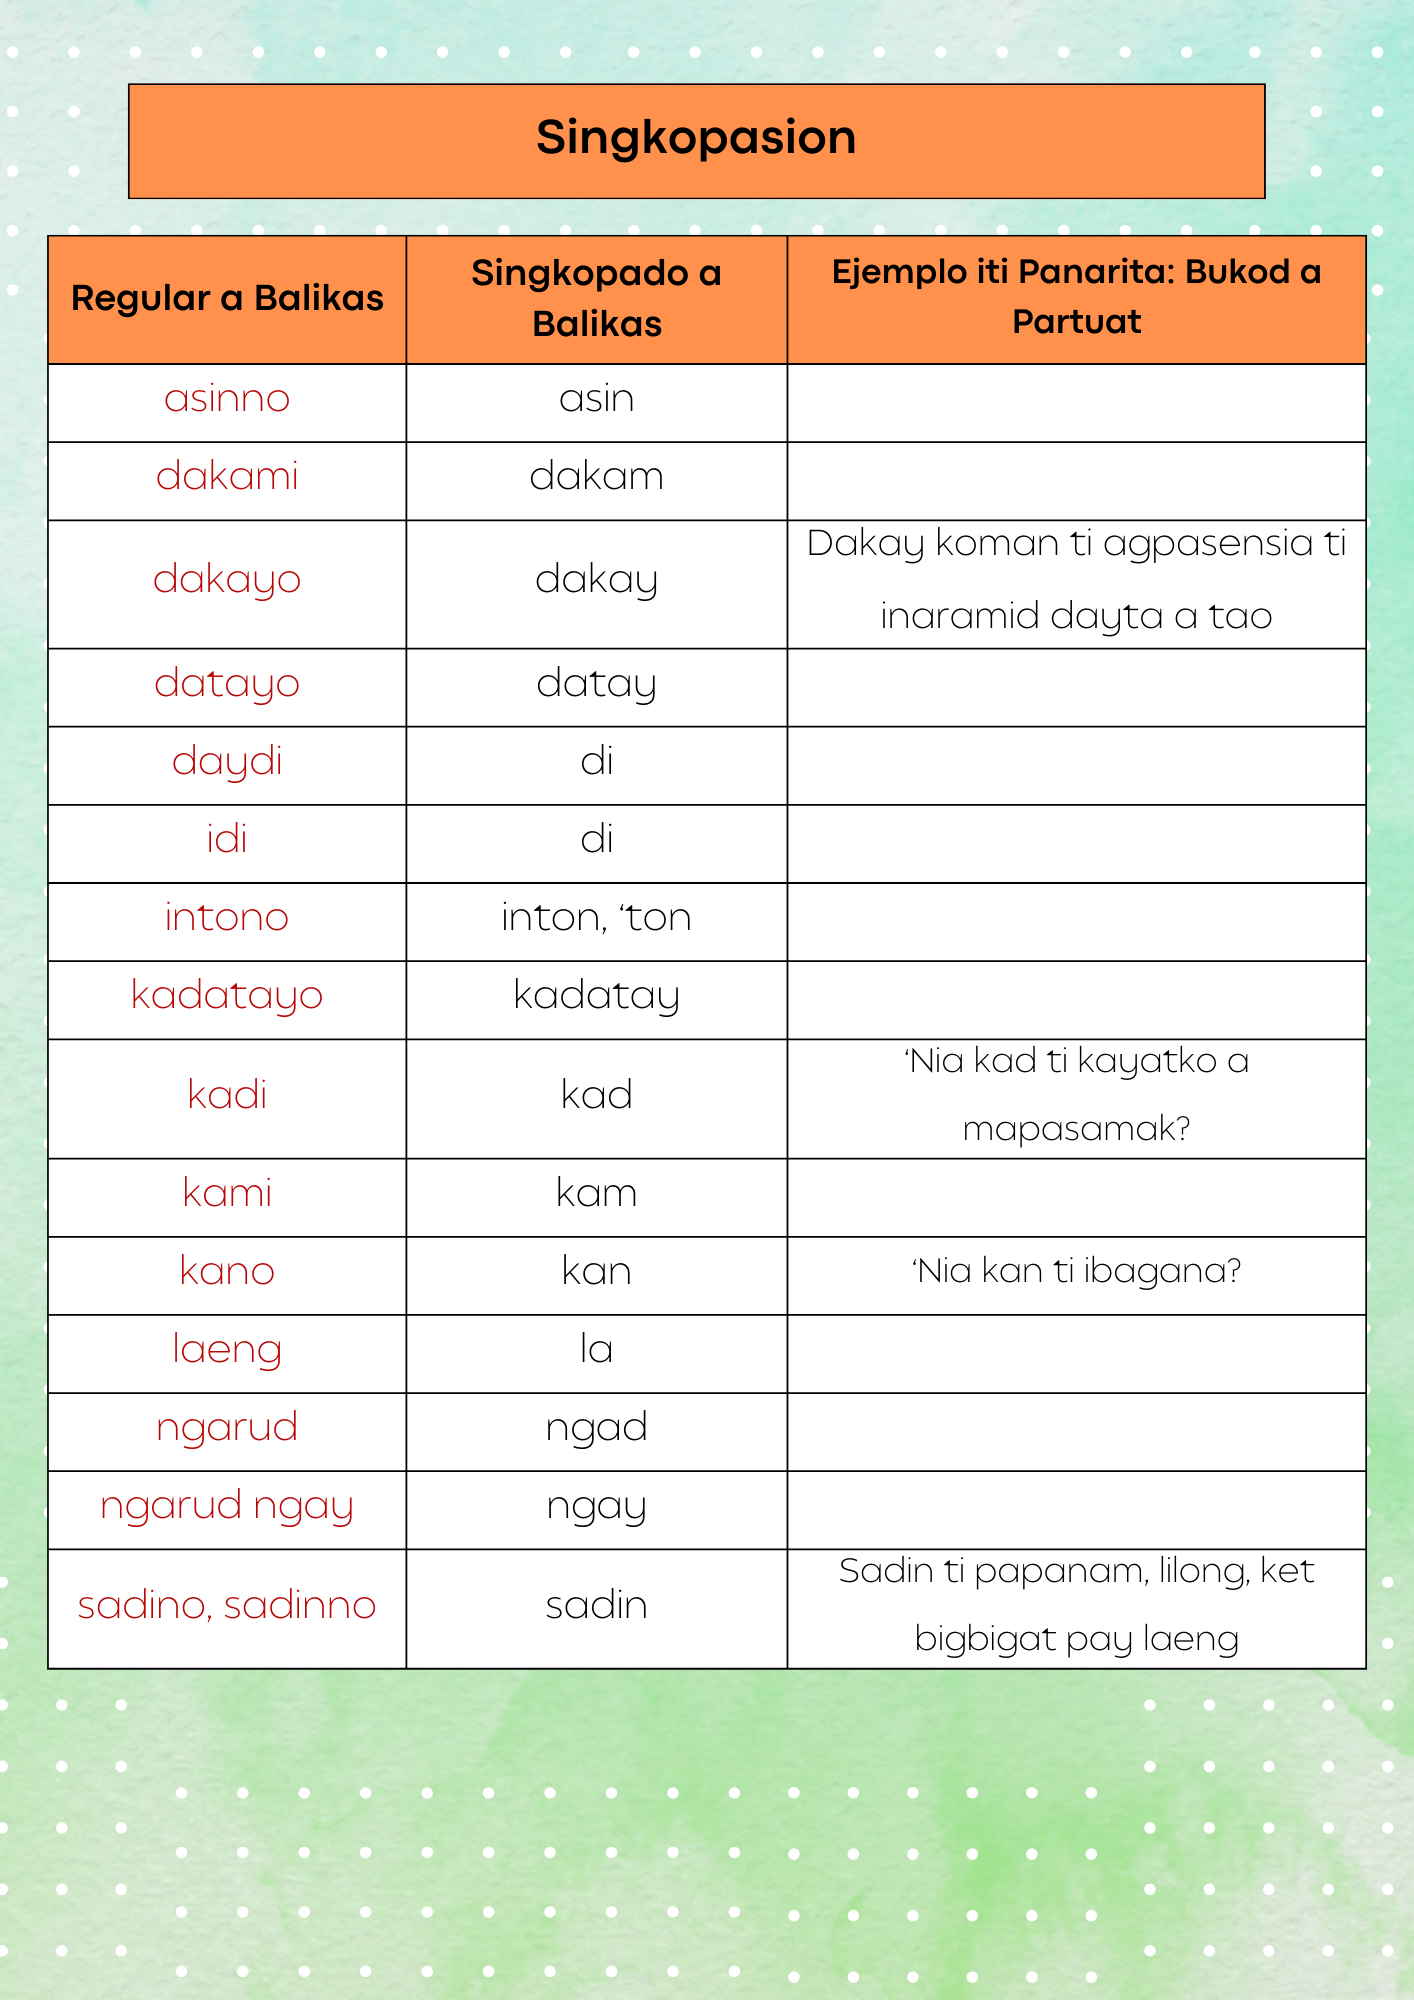 Singkopasion
Regular a Balikas
Singkopado a
Balikas
Ejemplo iti Panarita: Bukod a
Partuat
asinno
asin
dakami
dakam
dakayo
dakay
Dakay koman ti agpasensia ti
inaramid dayta a tao
datayo
datay
daydi
di
idi
di
intono
inton, ‘ton
kadatayo
kadatay
kadi
kad
‘Nia kad ti kayatko a
mapasamak?
kami
kam
kano
kan
‘Nia kan ti ibagana?
laeng
la
ngarud
ngad
ngarud ngay
ngay
sadino, sadinno
sadin
Sadin ti papanam, lilong, ket
bigbigat pay laeng